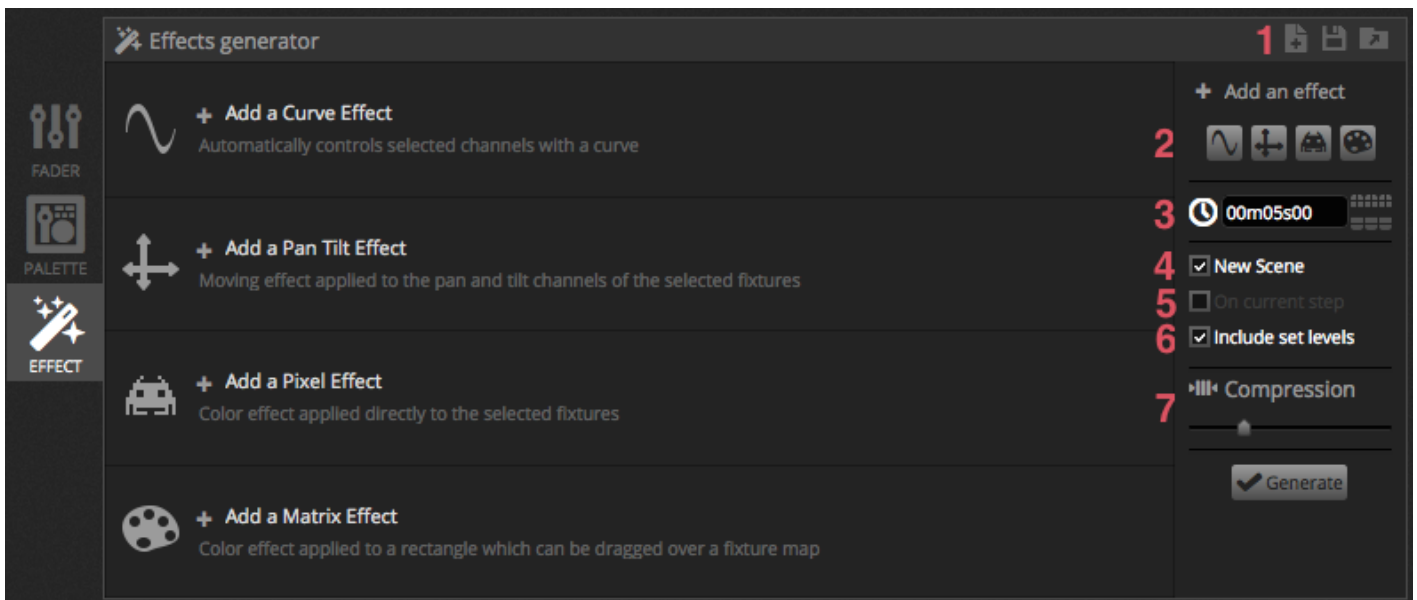 Effects generator
1
FADER
PALETTE
EFFECT
+ Add a Curve Effect
Automatically controls selected channels with a curve
+ Add a Pan Tilt Effect
Moving effect applied to the pan and tilt channels of the selected fixtures
+ Add a Pixel Effect
Color effect applied directly to the selected fixtures
+ Add a Matrix Effect
Color effect applied to a rectangle which can be dragged over a fixture map
+ Add an effect
2
3 00m05s00
4 New Scene
5 On current step
6 Include set levels
7 Compression
Generate